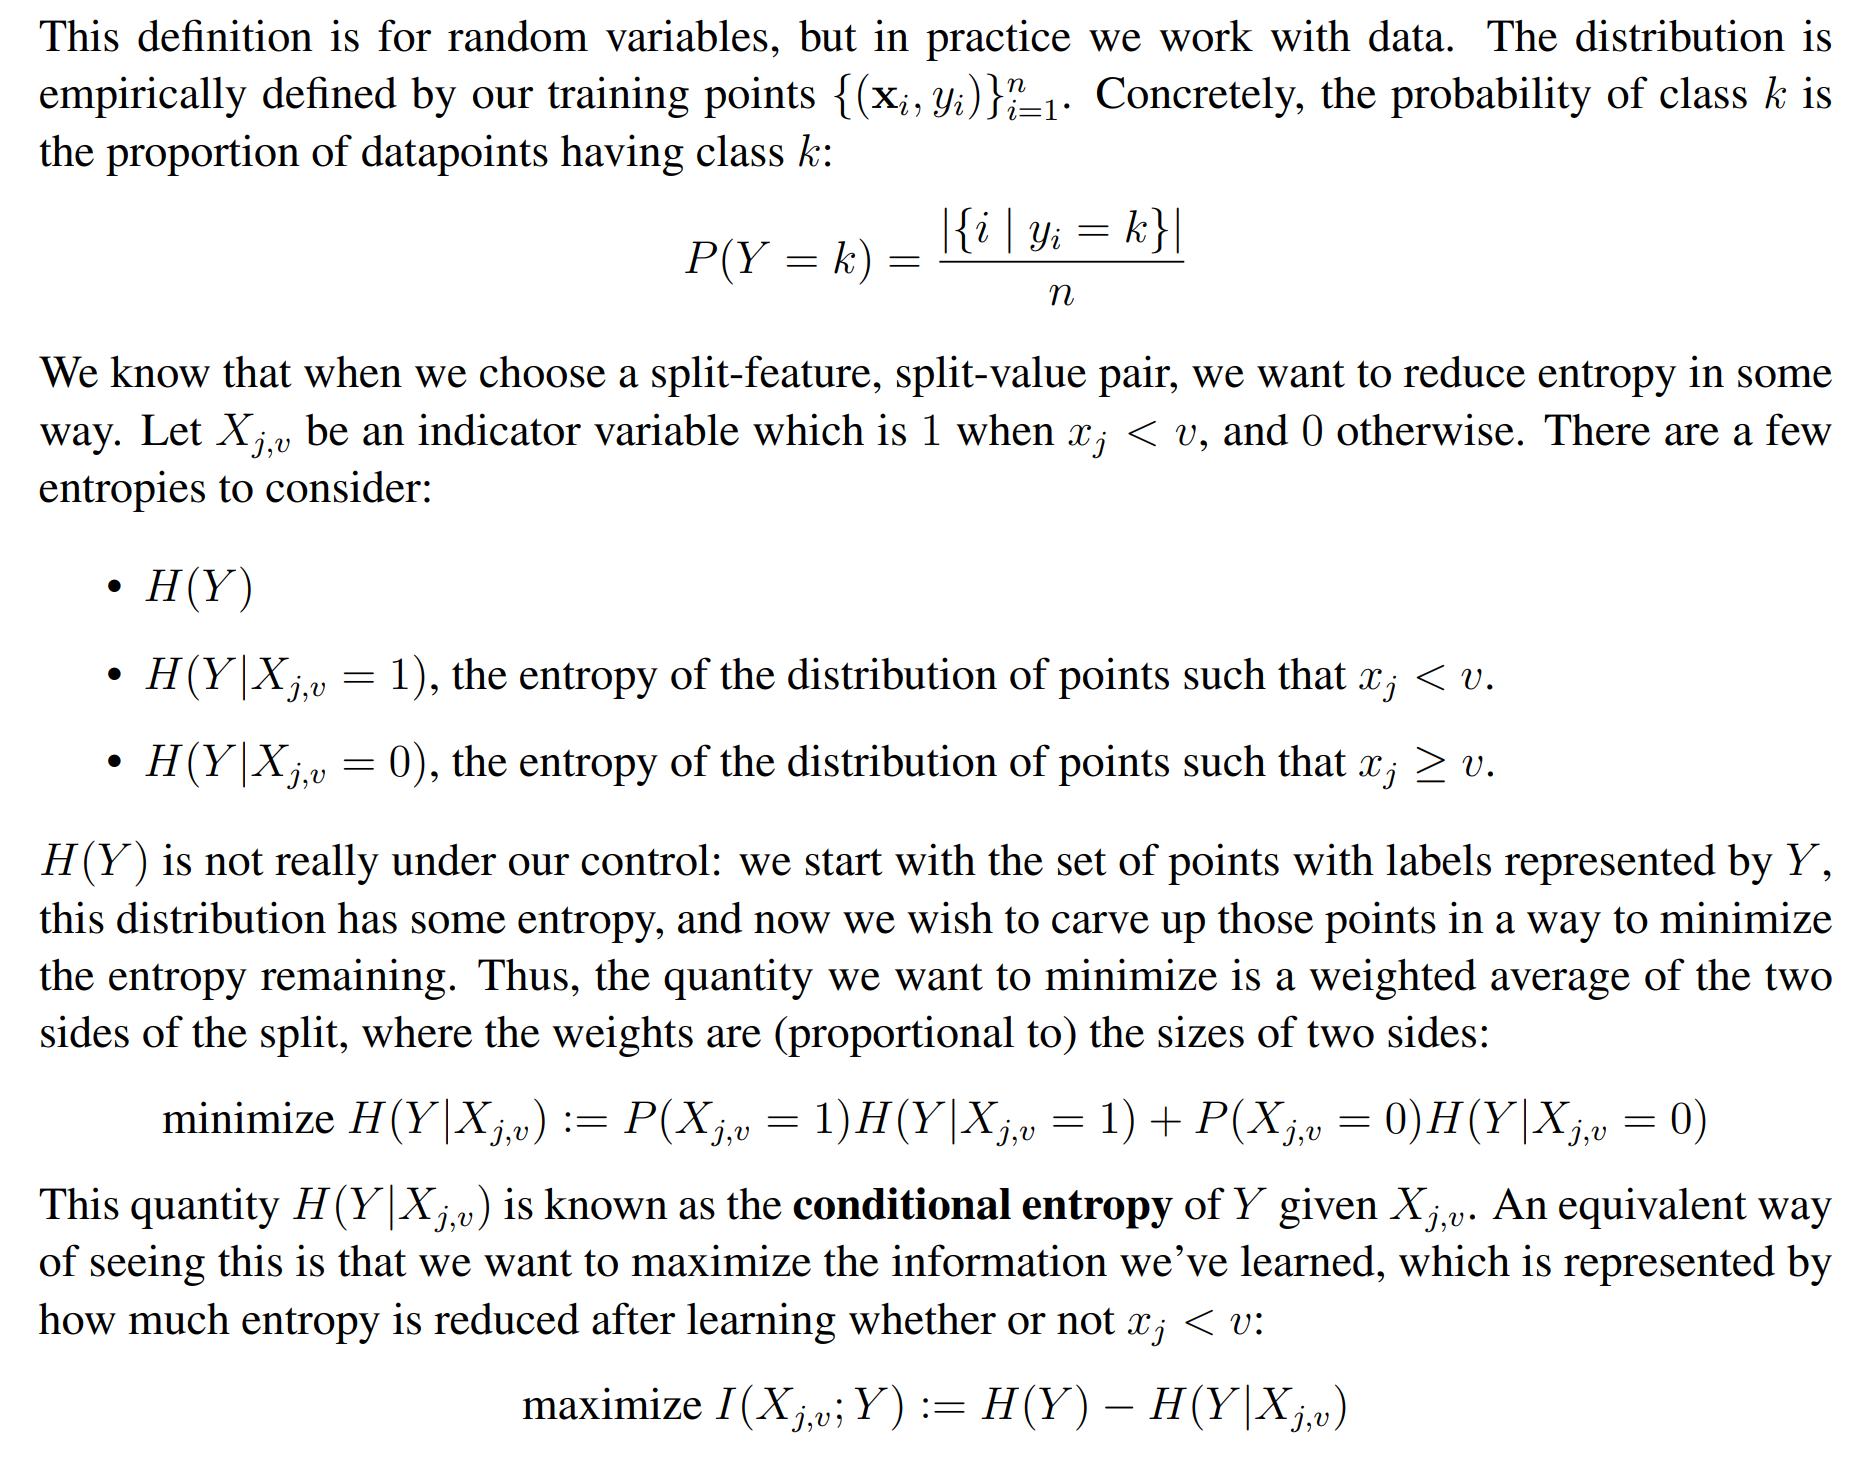 This definition is for random variables, but in practice we work with data. The distribution is
empirically defined by our training points {(𝐱ᵢ, yᵢ)}ⁿᵢ₌₁. Concretely, the probability of class k is
the proportion of datapoints having class k:
P(Y = k) = |{i | yᵢ = k}| / n
We know that when we choose a split-feature, split-value pair, we want to reduce entropy in some
way. Let X_{j,v} be an indicator variable which is 1 when x_j < v, and 0 otherwise. There are a few
entropies to consider:
• H(Y)
• H(Y|X_{j,v} = 1), the entropy of the distribution of points such that x_j < v.
• H(Y|X_{j,v} = 0), the entropy of the distribution of points such that x_j ≥ v.
H(Y) is not really under our control: we start with the set of points with labels represented by Y,
this distribution has some entropy, and now we wish to carve up those points in a way to minimize
the entropy remaining. Thus, the quantity we want to minimize is a weighted average of the two
sides of the split, where the weights are (proportional to) the sizes of two sides:
minimize H(Y|X_{j,v}) := P(X_{j,v} = 1)H(Y|X_{j,v} = 1) + P(X_{j,v} = 0)H(Y|X_{j,v} = 0)
This quantity H(Y|X_{j,v}) is known as the conditional entropy of Y given X_{j,v}. An equivalent way
of seeing this is that we want to maximize the information we've learned, which is represented by
how much entropy is reduced after learning whether or not x_j < v:
maximize I(X_{j,v}; Y) := H(Y) − H(Y|X_{j,v})